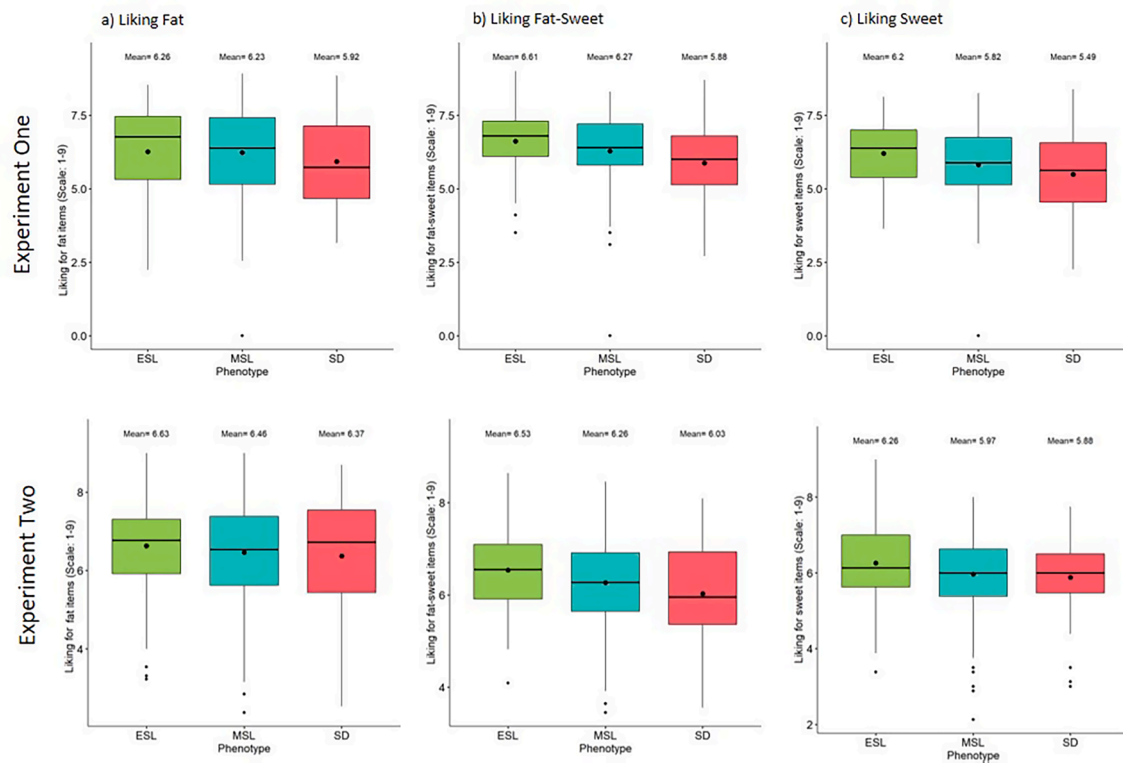 a) Liking Fat
b) Liking Fat-Sweet
c) Liking Sweet
Experiment One
Mean= 6.26
Mean= 6.23
Mean= 5.92
Liking for fat items (Scale: 1-9)
7.5
5.0
2.5
0.0
ESL
MSL
SD
Phenotype
Mean= 6.61
Mean= 6.27
Mean= 5.88
Liking for fat-sweet items (Scale: 1-9)
7.5
5.0
2.5
0.0
ESL
MSL
SD
Phenotype
Mean= 6.2
Mean= 5.82
Mean= 5.49
Liking for sweet items (Scale: 1-9)
7.5
5.0
2.5
0.0
ESL
MSL
SD
Phenotype
Experiment Two
Mean= 6.63
Mean= 6.46
Mean= 6.37
Liking for fat items (Scale: 1-9)
8
6
4
ESL
MSL
SD
Phenotype
Mean= 6.53
Mean= 6.26
Mean= 6.03
Liking for fat-sweet items (Scale: 1-9)
8
6
4
ESL
MSL
SD
Phenotype
Mean= 6.26
Mean= 5.97
Mean= 5.88
Liking for sweet items (Scale: 1-9)
8
6
4
2
ESL
MSL
SD
Phenotype